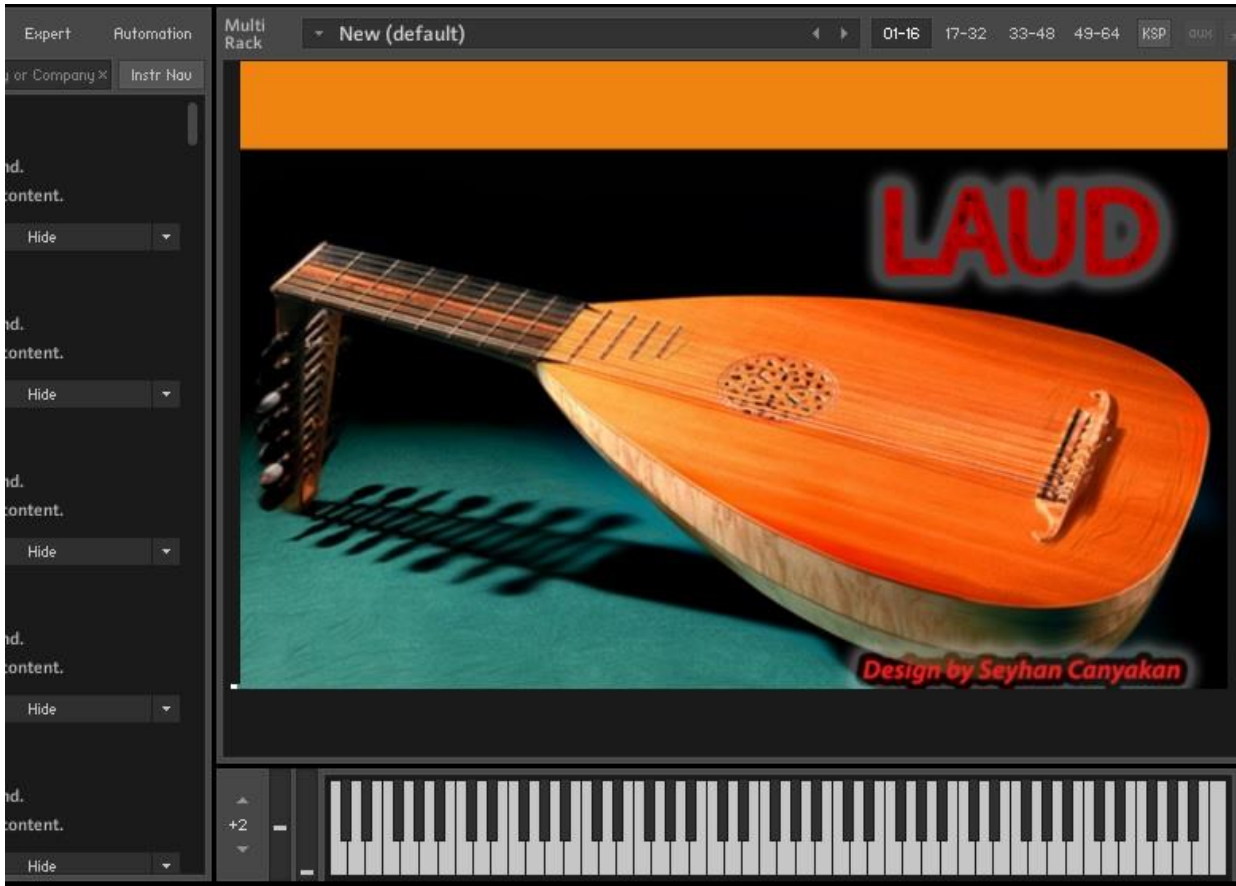 Expert Automation
Multi
Rack
New (default)
01-16 17-32 33-48 49-64 KSP aux
y or Company × Instr Nav
nd.
content.
Hide
nd.
content.
Hide
nd.
content.
Hide
nd.
content.
Hide
nd.
content.
Hide
LAUD
Design by Seyhan Canyakan
+2